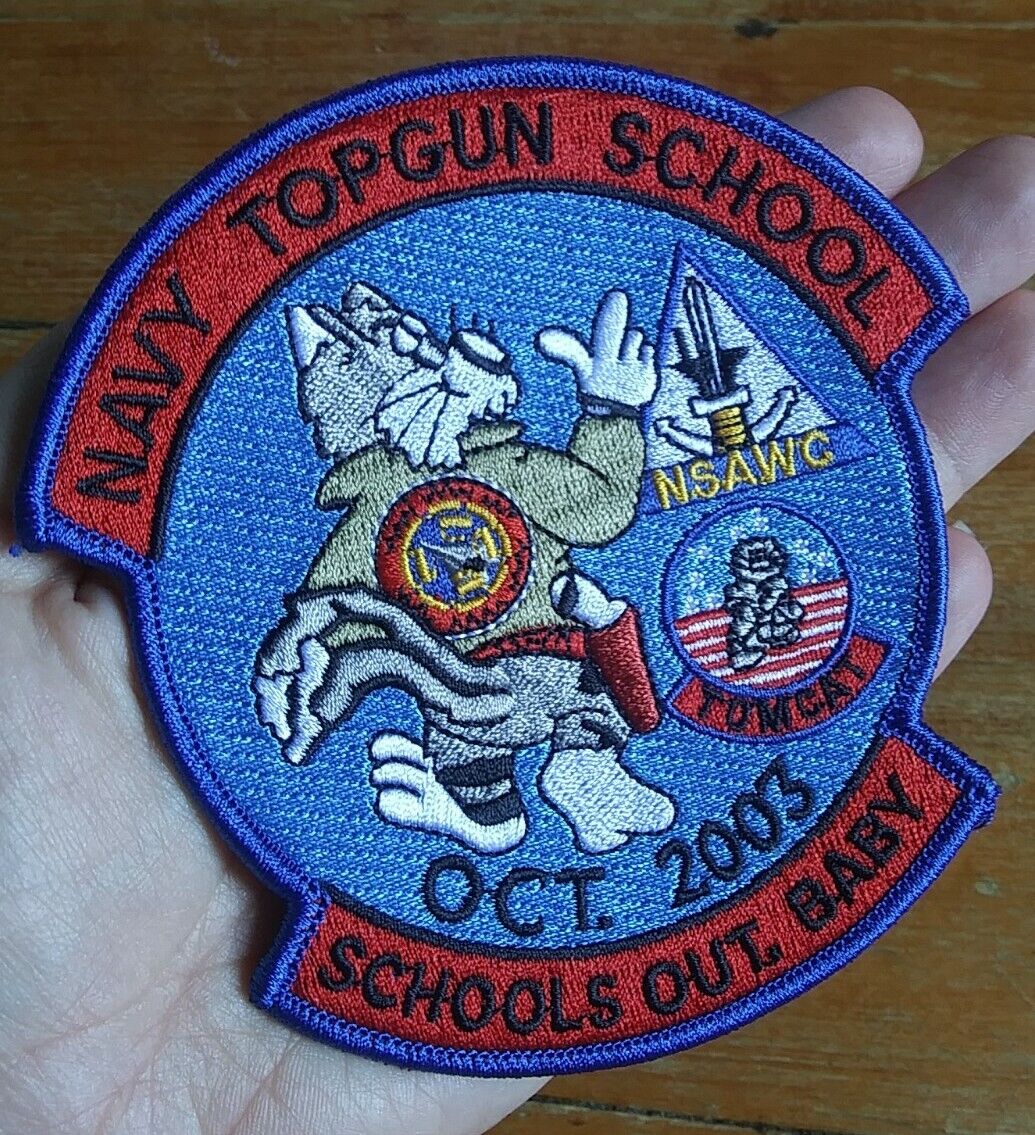 NAVY TOPGUN SCHOOL
NSAWC
TOMCAT
OCT. 2003
SCHOOLS OUT, BABY